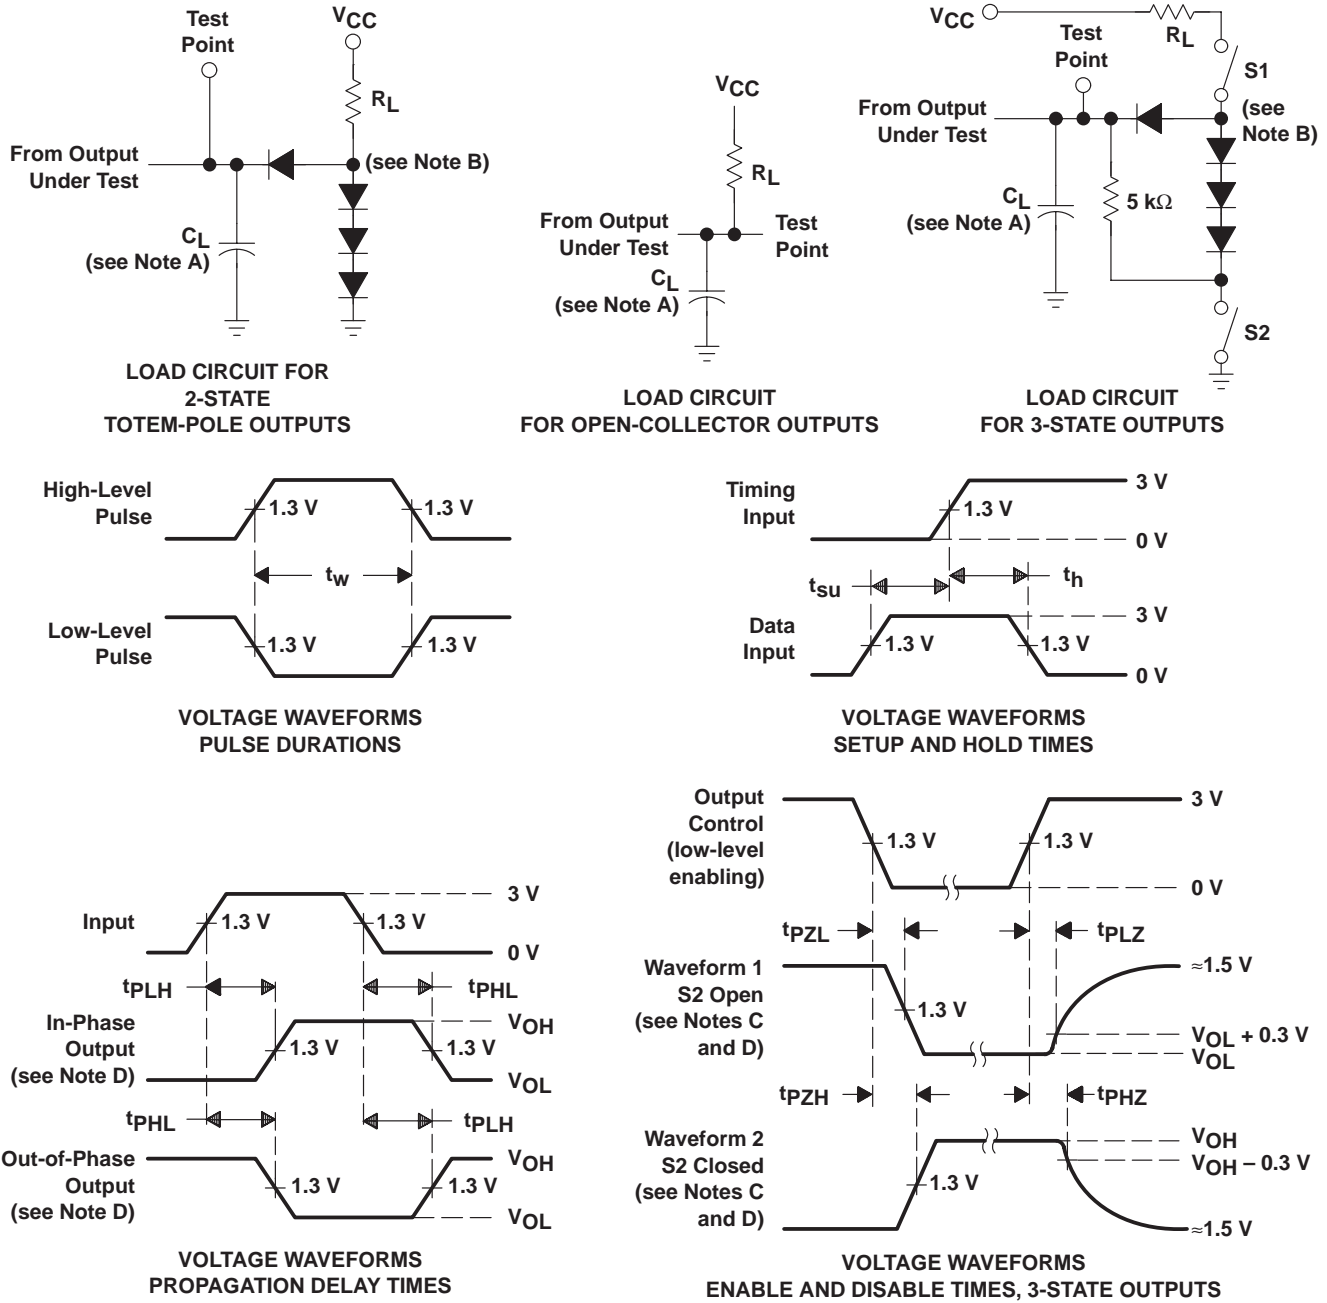 Test
Point
VCC
RL
From Output
Under Test
(see Note B)
CL
(see Note A)
LOAD CIRCUIT FOR
2-STATE
TOTEM-POLE OUTPUTS
VCC
RL
From Output
Under Test
Test
Point
CL
(see Note A)
LOAD CIRCUIT
FOR OPEN-COLLECTOR OUTPUTS
VCC
RL
Test
Point
S1
From Output
Under Test
(see
Note B)
CL
(see Note A)
5 kΩ
S2
LOAD CIRCUIT
FOR 3-STATE OUTPUTS
High-Level
Pulse
1.3 V
1.3 V
tw
Low-Level
Pulse
1.3 V
1.3 V
VOLTAGE WAVEFORMS
PULSE DURATIONS
Timing
Input
1.3 V
3 V
0 V
tsu
th
Data
Input
1.3 V
1.3 V
3 V
0 V
VOLTAGE WAVEFORMS
SETUP AND HOLD TIMES
Input
1.3 V
1.3 V
3 V
0 V
tPLH
tPHL
In-Phase
Output
(see Note D)
1.3 V
1.3 V
VOH
VOL
tPHL
tPLH
Out-of-Phase
Output
(see Note D)
1.3 V
1.3 V
VOH
VOL
VOLTAGE WAVEFORMS
PROPAGATION DELAY TIMES
Output
Control
(low-level
enabling)
1.3 V
1.3 V
3 V
0 V
tPZL
tPLZ
Waveform 1
S2 Open
(see Notes C
and D)
1.3 V
≈1.5 V
VOL + 0.3 V
VOL
tPZH
tPHZ
Waveform 2
S2 Closed
(see Notes C
and D)
1.3 V
VOH
VOH – 0.3 V
≈1.5 V
VOLTAGE WAVEFORMS
ENABLE AND DISABLE TIMES, 3-STATE OUTPUTS